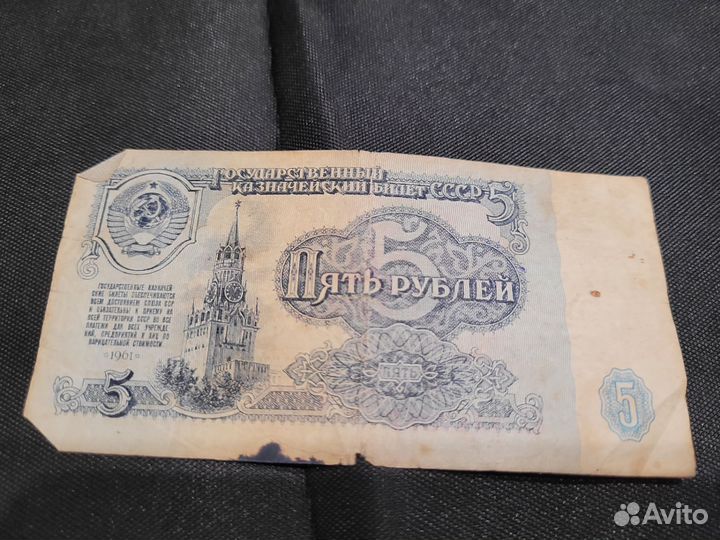 Государственный
казначейский билет СССР-5
Пять рублей
5
Государственные казначей
ские билеты обеспечиваются
всем достоянием Союза ССР
и обязательны к приему на
всей территории СССР во все
платежи для всех учрежде
ний, предприятий и лиц по
нарицательной стоимости.
1961
5
ПЯТЬ
5
Avito